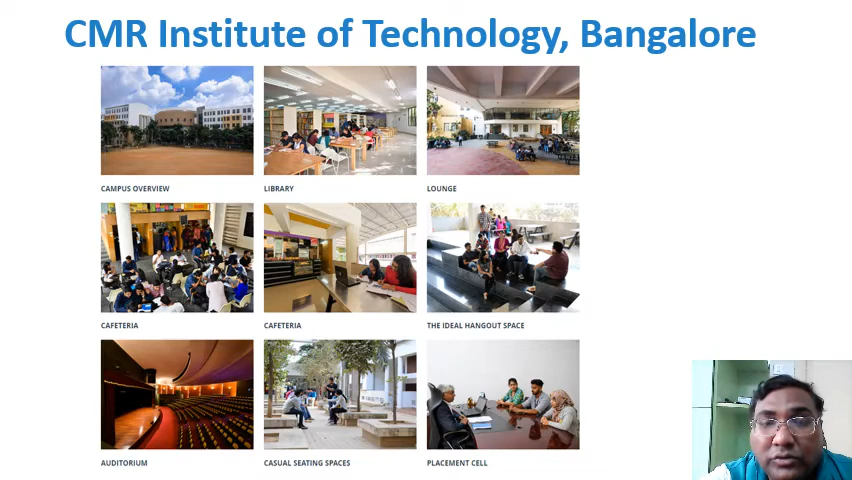 CMR Institute of Technology, Bangalore
CAMPUS OVERVIEW
LIBRARY
LOUNGE
CAFETERIA
CAFETERIA
THE IDEAL HANGOUT SPACE
AUDITORIUM
CASUAL SEATING SPACES
PLACEMENT CELL